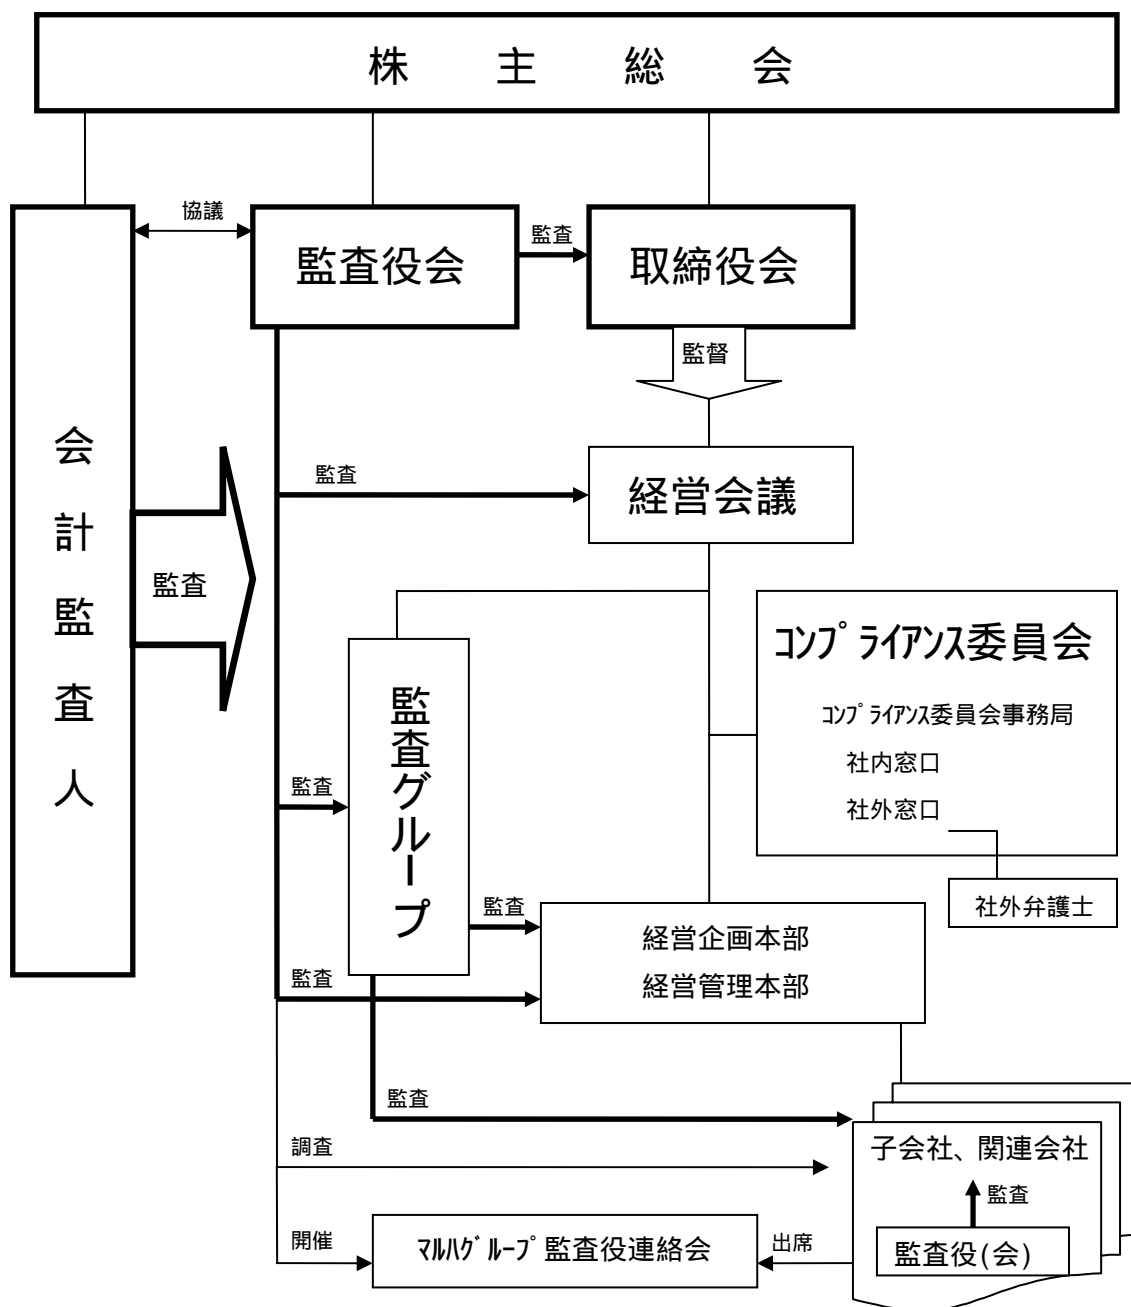 株主総会
協議
監査役会
監査
取締役会
監督
会計監査人
監査
監査
経営会議
コンプライアンス委員会
コンプライアンス委員会事務局
社内窓口
社外窓口
社外弁護士
監査グループ
監査
監査
経営企画本部
経営管理本部
監査
監査
調査
子会社、関連会社
監査
監査役(会)
開催
マルハグループ監査役連絡会
出席